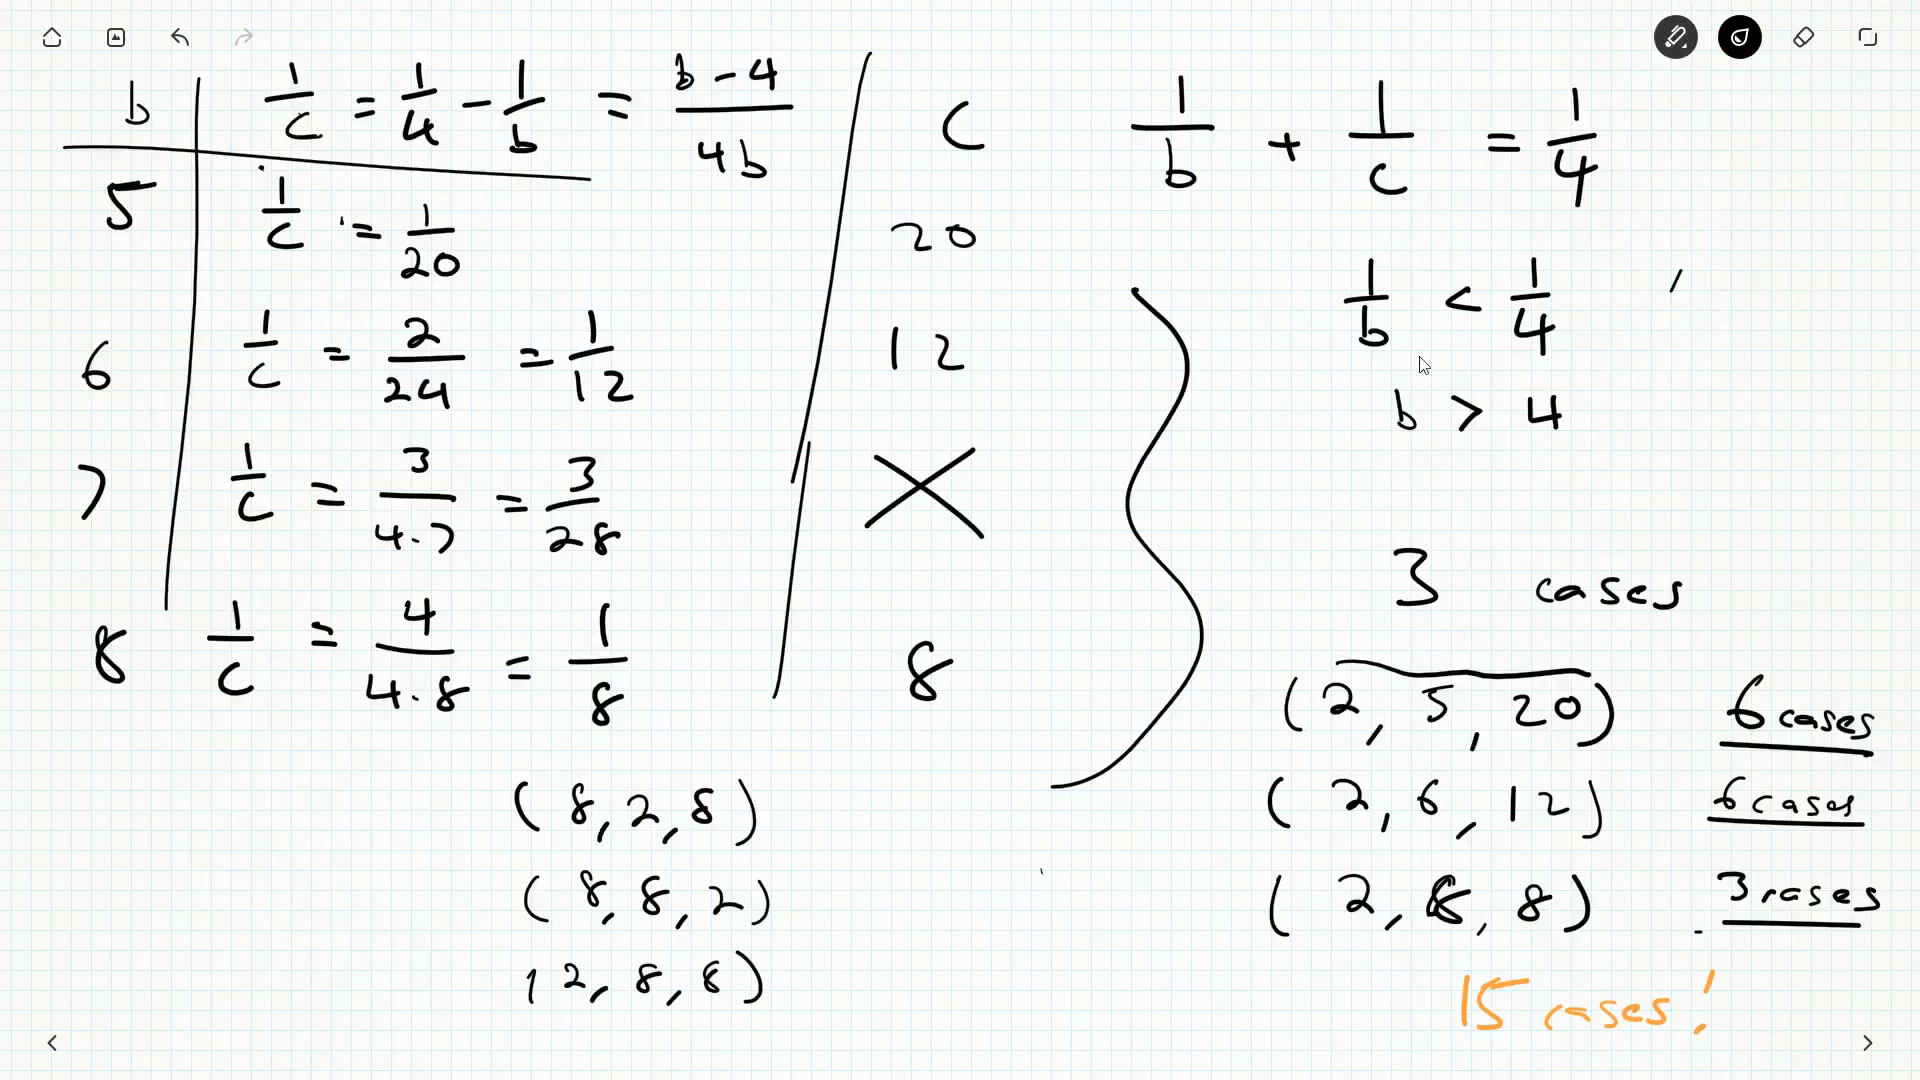 b | 1/c = 1/4 - 1/b = b-4/4b | c
5 | 1/c = 1/20 | 20
6 | 1/c = 2/24 = 1/12 | 12
7 | 1/c = 3/4·7 = 3/28 | ×
8 | 1/c = 4/4·8 = 1/8 | 8
(8, 2, 8)
(8, 8, 2)
(2, 8, 8)
1/b + 1/c = 1/4
1/b < 1/4
b > 4
3 cases
(2, 5, 20) 6 cases
(2, 6, 12) 6 cases
(2, 8, 8) 3 cases
15 cases!